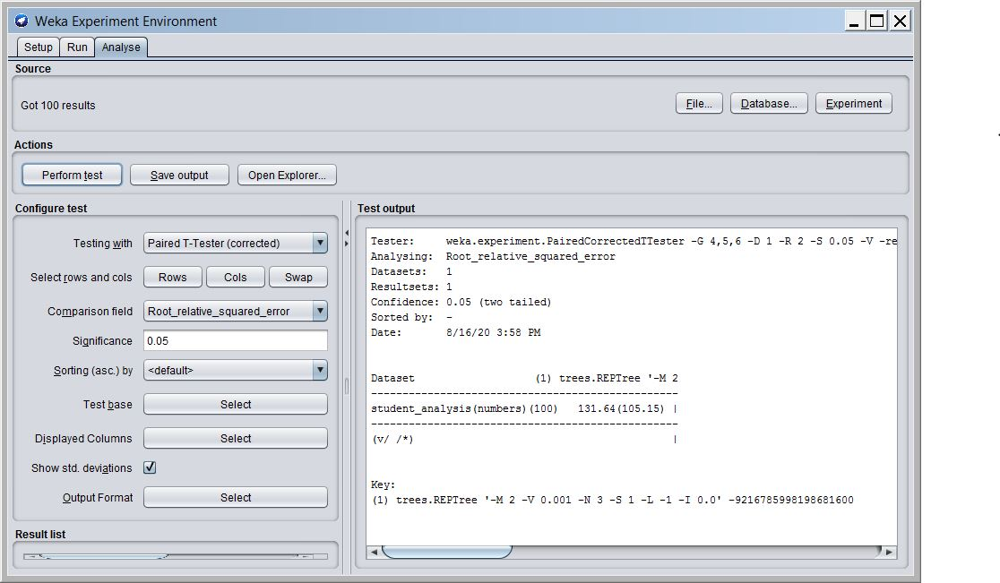 Weka Experiment Environment
Setup Run Analyse
Source
Got 100 results
File... Database... Experiment
Actions
Perform test Save output Open Explorer...
Configure test
Testing with Paired T-Tester (corrected)
Select rows and cols Rows Cols Swap
Comparison field Root_relative_squared_error
Significance 0.05
Sorting (asc.) by <default>
Test base Select
Displayed Columns Select
Show std. deviations
Output Format Select
Result list
Test output
Tester: weka.experiment.PairedCorrectedTTester -G 4,5,6 -D 1 -R 2 -S 0.05 -V -re
Analysing: Root_relative_squared_error
Datasets: 1
Resultsets: 1
Confidence: 0.05 (two tailed)
Sorted by: -
Date: 8/16/20 3:58 PM
Dataset (1) trees.REPTree '-M 2
--------------------------------------------------
student_analysis(numbers)(100) 131.64(105.15) |
--------------------------------------------------
(v/ /*) |
Key:
(1) trees.REPTree '-M 2 -V 0.001 -N 3 -S 1 -L -1 -I 0.0' -9216785998198681600